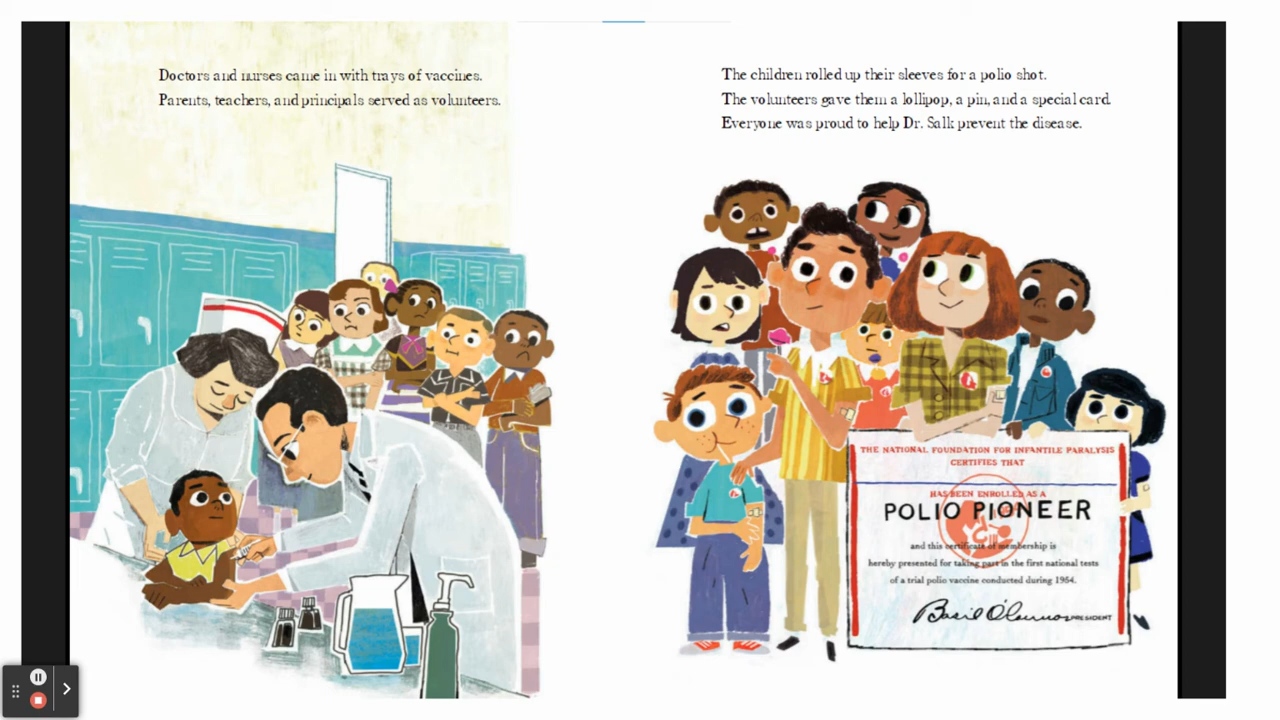 Doctors and nurses came in with trays of vaccines.
Parents, teachers, and principals served as volunteers.
The children rolled up their sleeves for a polio shot.
The volunteers gave them a lollipop, a pin, and a special card.
Everyone was proud to help Dr. Salk prevent the disease.
THE NATIONAL FOUNDATION FOR INFANTILE PARALYSIS
CERTIFIES THAT
HAS BEEN ENROLLED AS A
POLIO PIONEER
and this certificate of membership is
hereby presented for taking part in the first national tests
of a trial polio vaccine conducted during 1954.
Basil O'Connor PRESIDENT